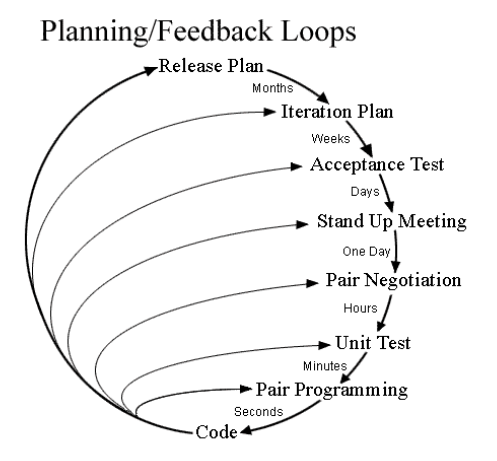 Planning/Feedback Loops
Release Plan
Months
Iteration Plan
Weeks
Acceptance Test
Days
Stand Up Meeting
One Day
Pair Negotiation
Hours
Unit Test
Minutes
Pair Programming
Seconds
Code